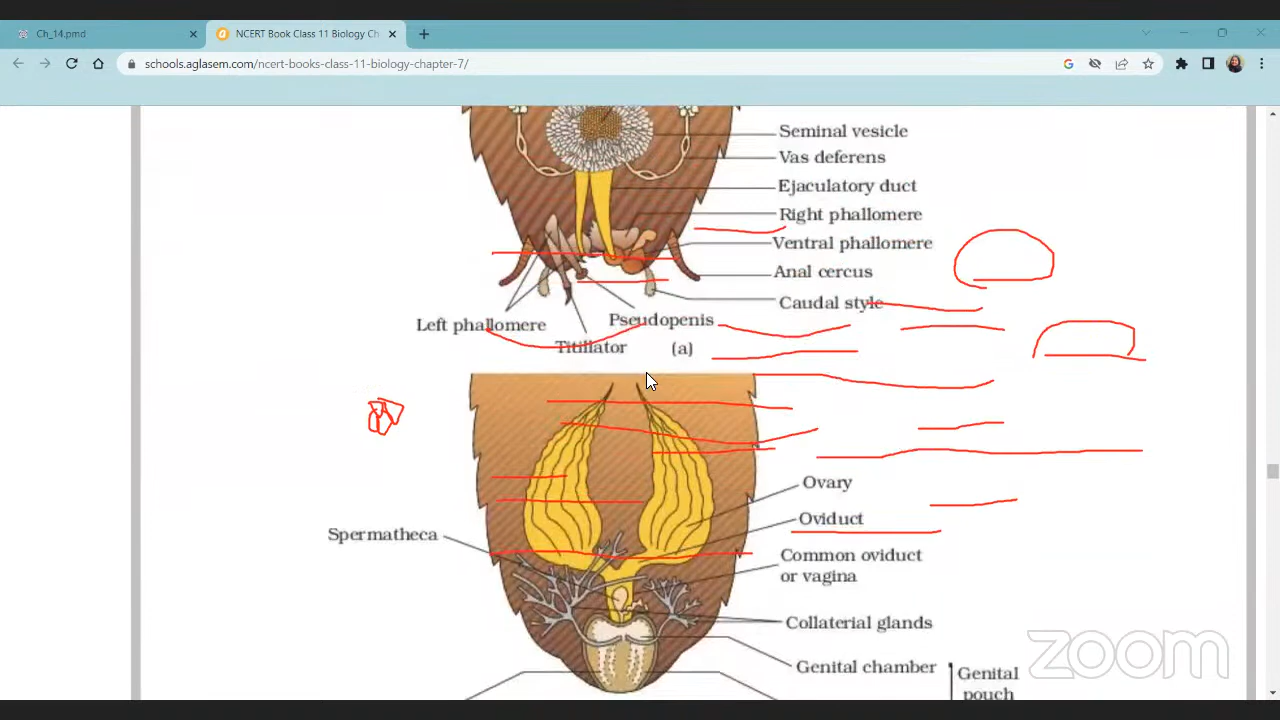 Ch_14.pmd
NCERT Book Class 11 Biology Ch
schools.aglasem.com/ncert-books-class-11-biology-chapter-7/
Seminal vesicle
Vas deferens
Ejaculatory duct
Right phallomere
Ventral phallomere
Anal cercus
Caudal style
Left phallomere
Pseudopenis
Titillator
(a)
Ovary
Oviduct
Spermatheca
Common oviduct
or vagina
Collaterial glands
Genital chamber
Genital
pouch
zoom